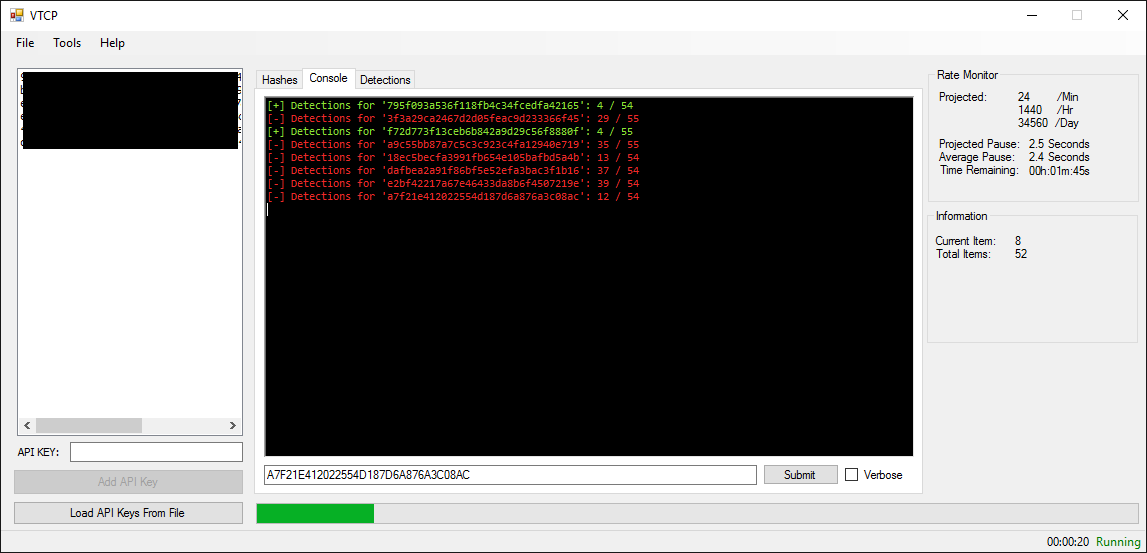 VTCP
File Tools Help
Hashes Console Detections
[+] Detections for '795f093a536f118fb4c34fcedfa42165': 4 / 54
[-] Detections for '3f3a29ca2467d2d05feac9d233366f45': 29 / 55
[+] Detections for 'f72d773f13ceb6b842a9d29c56f8880f': 4 / 55
[-] Detections for 'a9c55bb87a7c5c3c923c4fa12940e719': 35 / 55
[-] Detections for '18ec5becfa3991fb654e105bafbd5a4b': 13 / 54
[-] Detections for 'dafbea2a91f86bf5e52efa3bac3f1b16': 37 / 54
[-] Detections for 'e2bf42217a67e46433da8b6f4507219e': 39 / 54
[-] Detections for 'a7f21e412022554d187d6a876a3c08ac': 12 / 54
A7F21E412022554D187D6A876A3C08AC Submit Verbose
API KEY:
Add API Key
Load API Keys From File
Rate Monitor
Projected: 24 /Min
1440 /Hr
34560 /Day
Projected Pause: 2.5 Seconds
Average Pause: 2.4 Seconds
Time Remaining: 00h:01m:45s
Information
Current Item: 8
Total Items: 52
00:00:20 Running